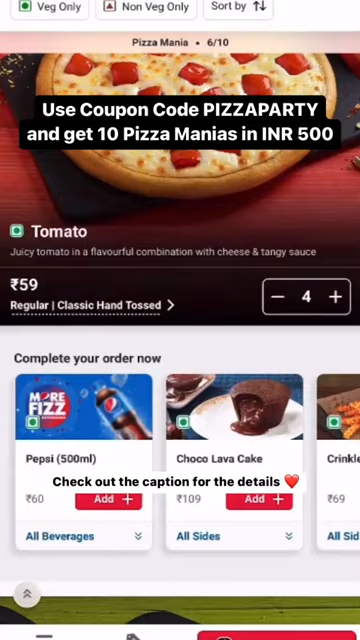 Veg Only
Non Veg Only
Sort by
Pizza Mania • 6/10
Use Coupon Code PIZZAPARTY
and get 10 Pizza Manias in INR 500
Tomato
Juicy tomato in a flavourful combination with cheese & tangy sauce
₹59
Regular | Classic Hand Tossed
− 4 +
Complete your order now
MORE
FIZZ
Pepsi (500ml)
Choco Lava Cake
Crinkle
Check out the caption for the details ❤️
₹60
Add +
₹109
Add +
₹69
All Beverages
All Sides
All Sid